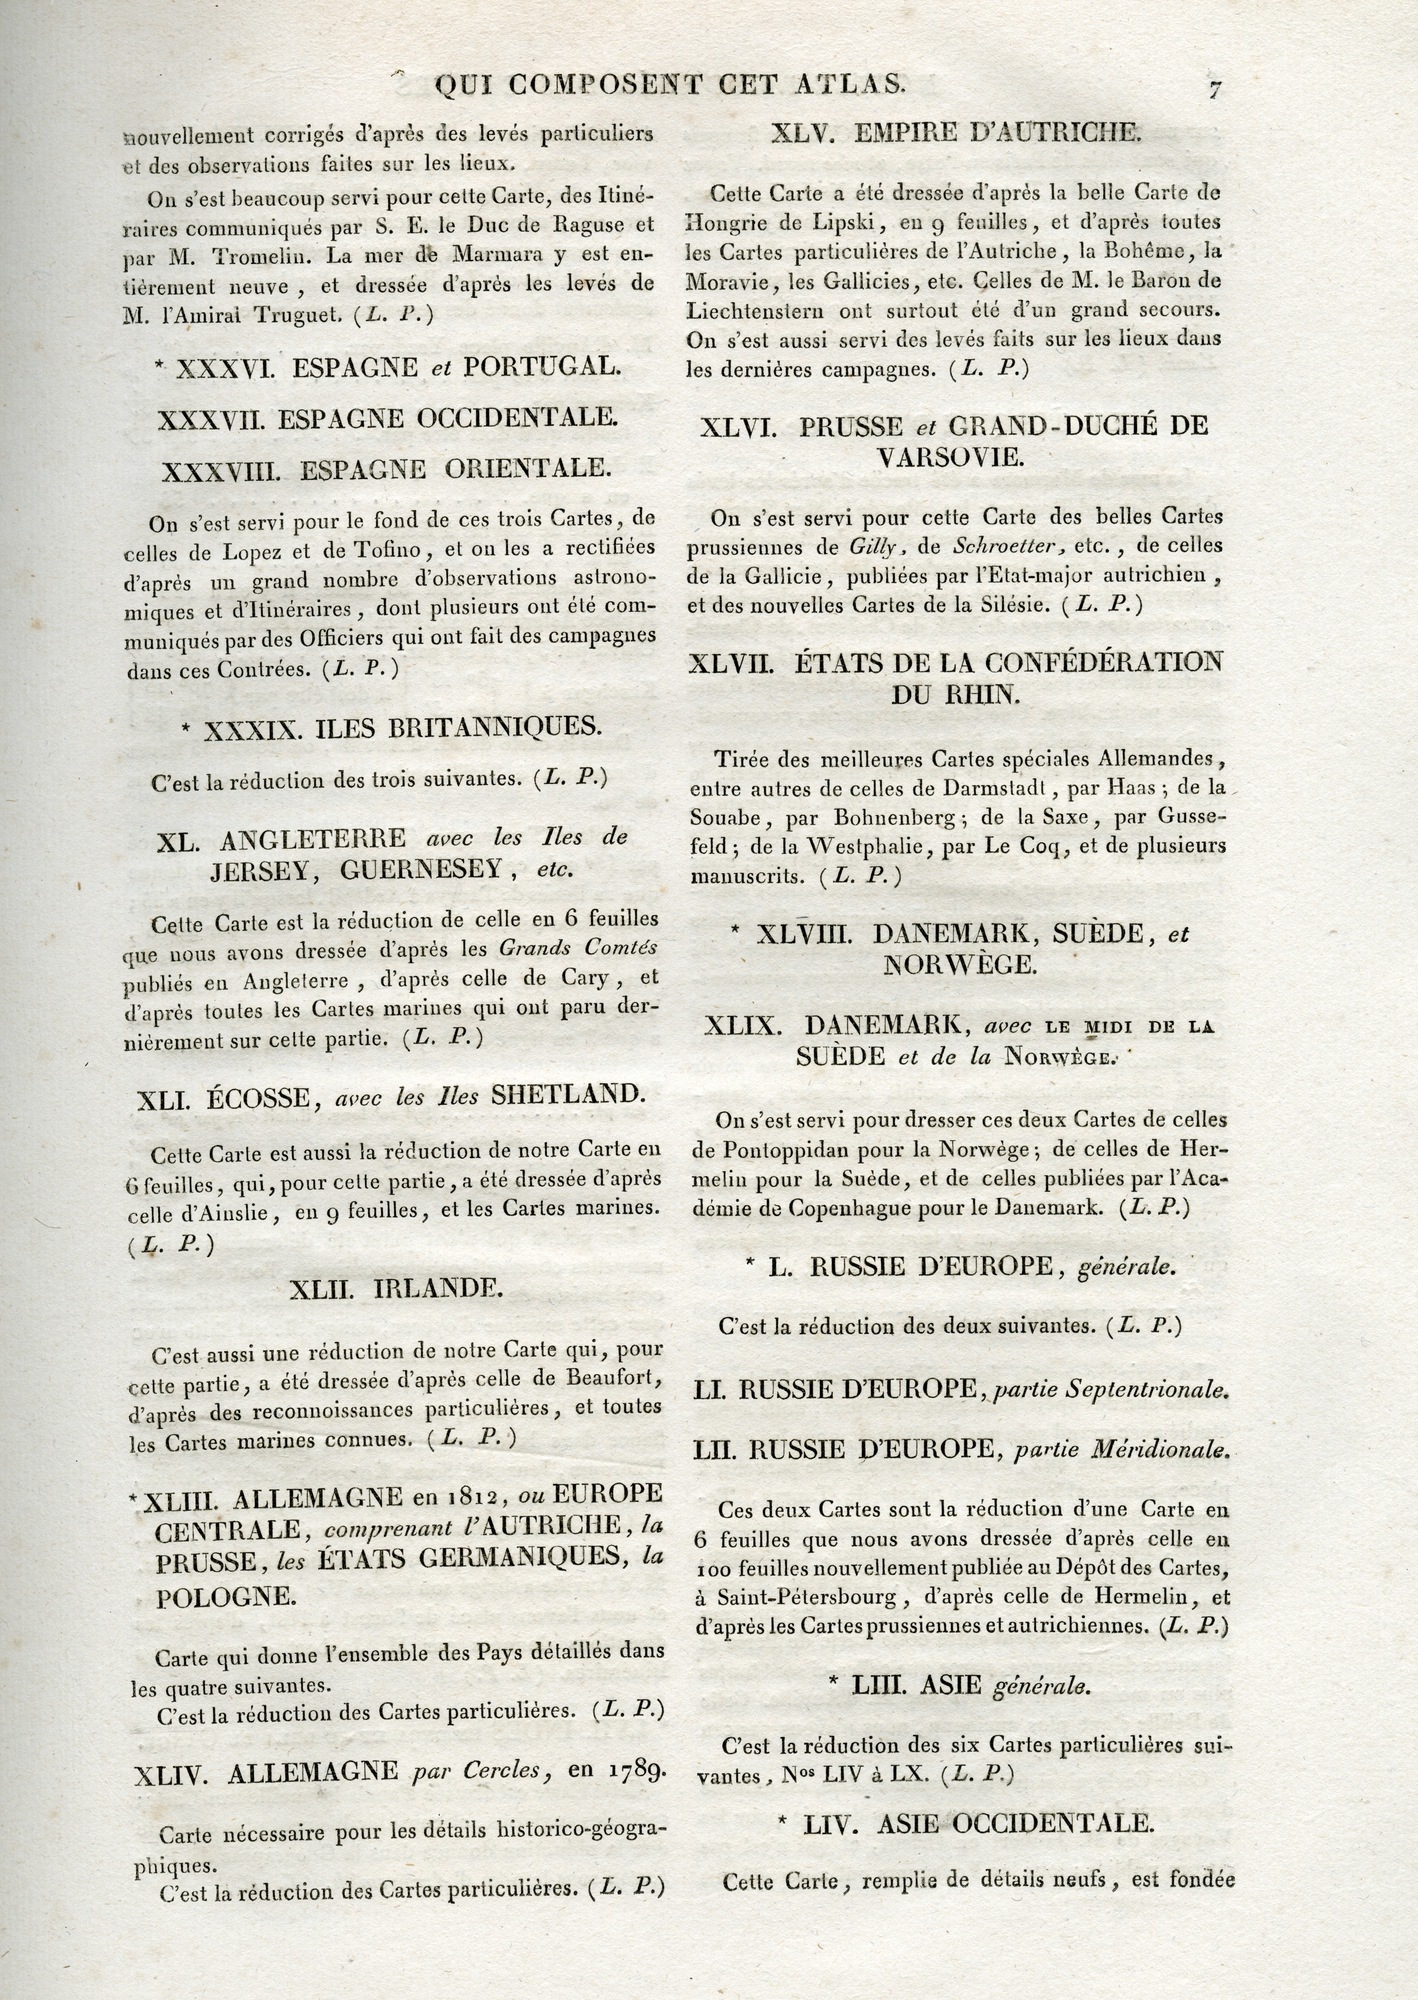 QUI COMPOSENT CET ATLAS. 7
nouvellement corrigés d'après des levés particuliers
et des observations faites sur les lieux.
On s'est beaucoup servi pour cette Carte, des Itiné-
raires communiqués par S. E. le Duc de Raguse et
par M. Tromelin. La mer de Marmara y est en-
tièrement neuve, et dressée d'après les levés de
M. l'Amiral Truguet. (L. P.)
* XXXVI. ESPAGNE et PORTUGAL.
XXXVII. ESPAGNE OCCIDENTALE.
XXXVIII. ESPAGNE ORIENTALE.
On s'est servi pour le fond de ces trois Cartes, de
celles de Lopez et de Tofino, et on les a rectifiées
d'après un grand nombre d'observations astrono-
miques et d'Itinéraires, dont plusieurs ont été com-
muniqués par des Officiers qui ont fait des campagnes
dans ces Contrées. (L. P.)
* XXXIX. ILES BRITANNIQUES.
C'est la réduction des trois suivantes. (L. P.)
XL. ANGLETERRE avec les Iles de
JERSEY, GUERNESEY, etc.
Cette Carte est la réduction de celle en 6 feuilles
que nous avons dressée d'après les Grands Comtés
publiés en Angleterre, d'après celle de Cary, et
d'après toutes les Cartes marines qui ont paru der-
nièrement sur cette partie. (L. P.)
XLI. ÉCOSSE, avec les Iles SHETLAND.
Cette Carte est aussi la réduction de notre Carte en
6 feuilles, qui, pour cette partie, a été dressée d'après
celle d'Ainslie, en 9 feuilles, et les Cartes marines.
(L. P.)
XLII. IRLANDE.
C'est aussi une réduction de notre Carte qui, pour
cette partie, a été dressée d'après celle de Beaufort,
d'après des reconnoissances particulières, et toutes
les Cartes marines connues. (L. P.)
* XLIII. ALLEMAGNE en 1812, ou EUROPE
CENTRALE, comprenant l'AUTRICHE, la
PRUSSE, les ÉTATS GERMANIQUES, la
POLOGNE.
Carte qui donne l'ensemble des Pays détaillés dans
les quatre suivantes.
C'est la réduction des Cartes particulières. (L. P.)
XLIV. ALLEMAGNE par Cercles, en 1789.
Carte nécessaire pour les détails historico-géogra-
phiques.
C'est la réduction des Cartes particulières. (L. P.)
XLV. EMPIRE D'AUTRICHE.
Cette Carte a été dressée d'après la belle Carte de
Hongrie de Lipski, en 9 feuilles, et d'après toutes
les Cartes particulières de l'Autriche, la Bohême, la
Moravie, les Gallicies, etc. Celles de M. le Baron de
Liechtenstern ont surtout été d'un grand secours.
On s'est aussi servi des levés faits sur les lieux dans
les dernières campagnes. (L. P.)
XLVI. PRUSSE et GRAND-DUCHÉ DE
VARSOVIE.
On s'est servi pour cette Carte des belles Cartes
prussiennes de Gilly, de Schroetter, etc., de celles
de la Gallicie, publiées par l'Etat-major autrichien,
et des nouvelles Cartes de la Silésie. (L. P.)
XLVII. ÉTATS DE LA CONFÉDÉRATION
DU RHIN.
Tirée des meilleures Cartes spéciales Allemandes,
entre autres de celles de Darmstadt, par Haas; de la
Souabe, par Bohnenberg; de la Saxe, par Gusse-
feld; de la Westphalie, par Le Coq, et de plusieurs
manuscrits. (L. P.)
* XLVIII. DANEMARK, SUÈDE, et
NORWÈGE.
XLIX. DANEMARK, avec LE MIDI DE LA
SUÈDE et de la NORWÈGE.
On s'est servi pour dresser ces deux Cartes de celles
de Pontoppidan pour la Norwège; de celles de Her-
melin pour la Suède, et de celles publiées par l'Aca-
démie de Copenhague pour le Danemark. (L. P.)
* L. RUSSIE D'EUROPE, générale.
C'est la réduction des deux suivantes. (L. P.)
LI. RUSSIE D'EUROPE, partie Septentrionale.
LII. RUSSIE D'EUROPE, partie Méridionale.
Ces deux Cartes sont la réduction d'une Carte en
6 feuilles que nous avons dressée d'après celle en
100 feuilles nouvellement publiée au Dépôt des Cartes,
à Saint-Pétersbourg, d'après celle de Hermelin, et
d'après les Cartes prussiennes et autrichiennes. (L. P.)
* LIII. ASIE générale.
C'est la réduction des six Cartes particulières sui-
vantes, Nos LIV à LX. (L. P.)
* LIV. ASIE OCCIDENTALE.
Cette Carte, remplie de détails neufs, est fondée